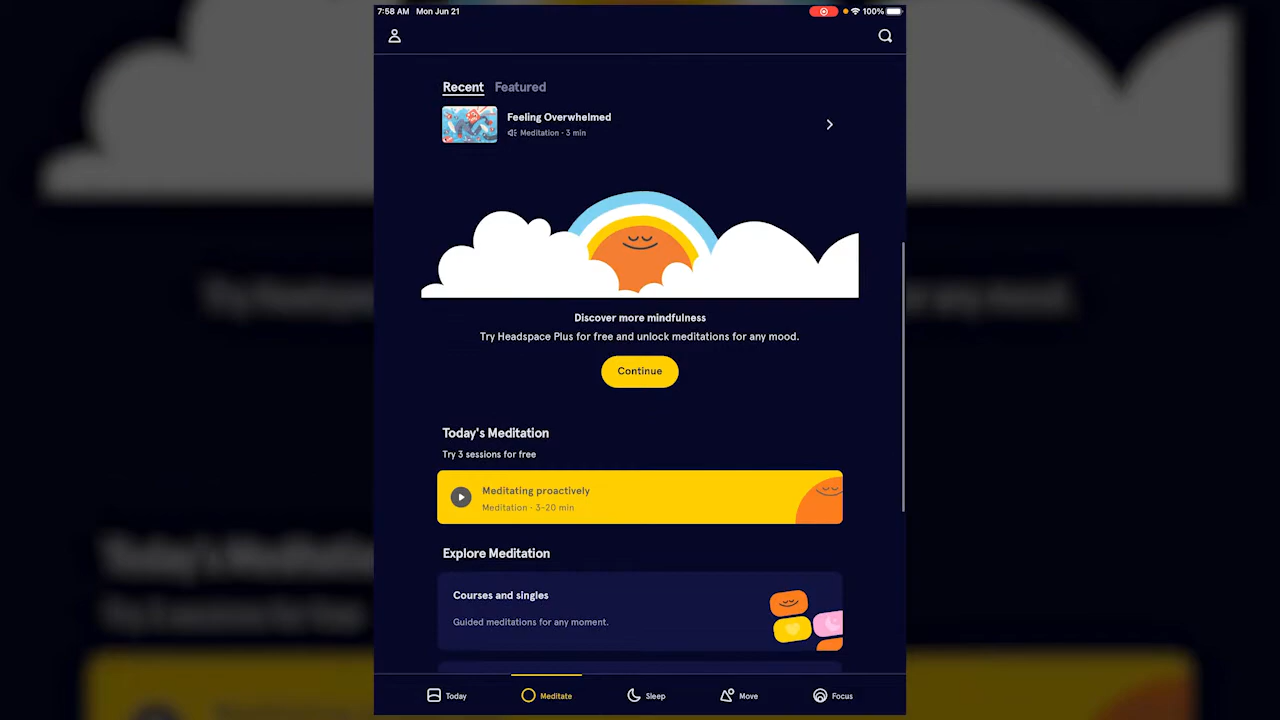 7:58 AM Mon Jun 21
100%
Recent Featured
Feeling Overwhelmed
Meditation · 3 min
Discover more mindfulness
Try Headspace Plus for free and unlock meditations for any mood.
Continue
Today's Meditation
Try 3 sessions for free
Meditating proactively
Meditation · 3-20 min
Explore Meditation
Courses and singles
Guided meditations for any moment.
Today Meditate Sleep Move Focus